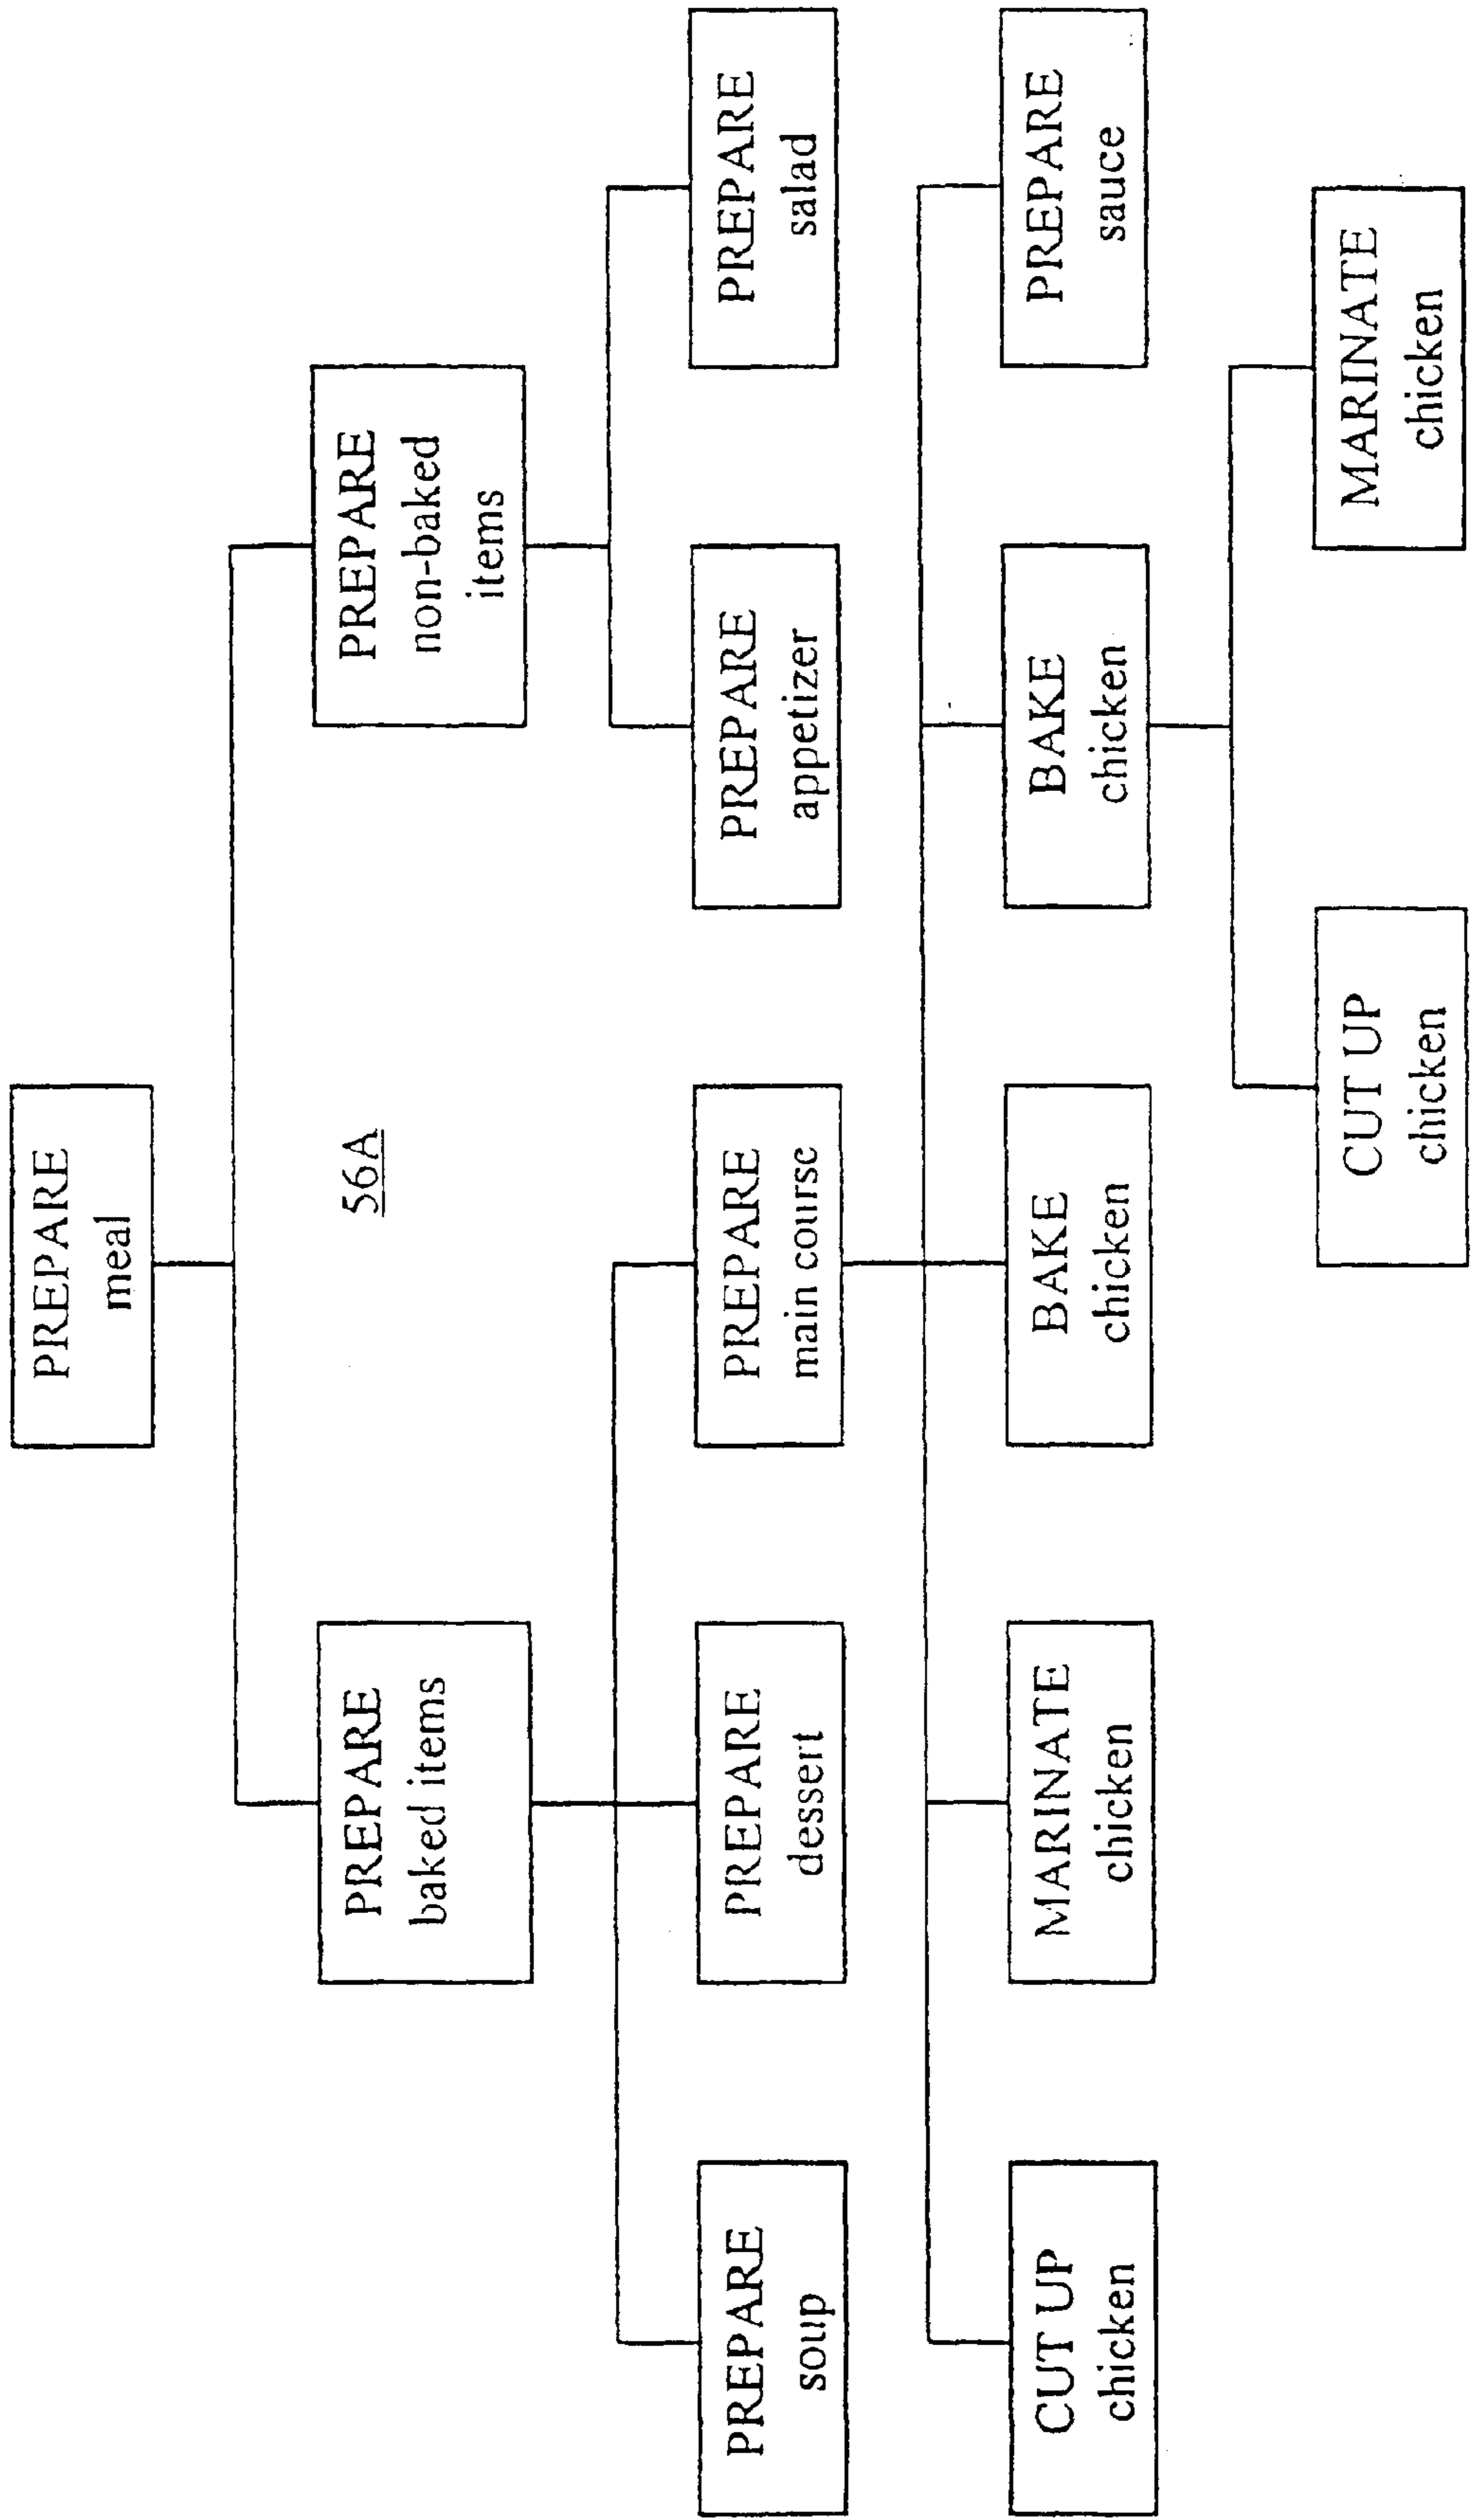 PREPARE
meal
56A
PREPARE
baked items
PREPARE
non-baked
items
PREPARE
soup
PREPARE
dessert
PREPARE
main course
PREPARE
appetizer
PREPARE
salad
CUT UP
chicken
MARINATE
chicken
BAKE
chicken
BAKE
chicken
PREPARE
sauce
CUT UP
chicken
MARINATE
chicken